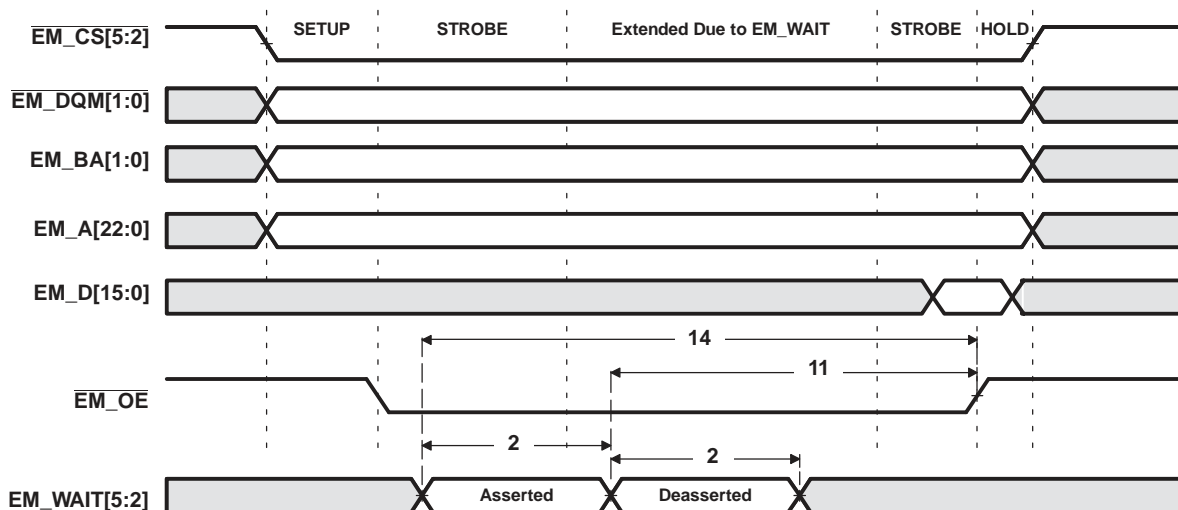 EM_CS[5:2]
SETUP
STROBE
Extended Due to EM_WAIT
STROBE
HOLD
EM_DQM[1:0]
EM_BA[1:0]
EM_A[22:0]
EM_D[15:0]
14
11
EM_OE
2
2
EM_WAIT[5:2]
Asserted
Deasserted